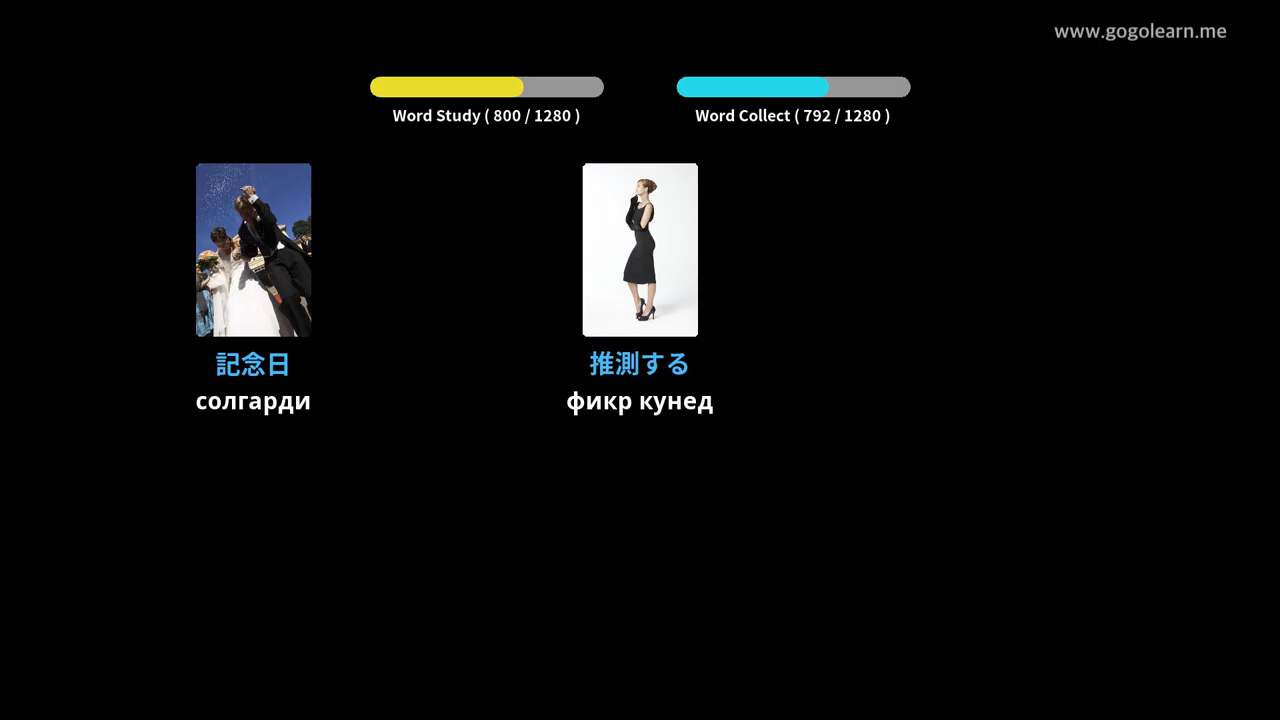 www.gogolearn.me
Word Study ( 800 / 1280 )
Word Collect ( 792 / 1280 )
記念日
солгарди
推測する
фикр кунед